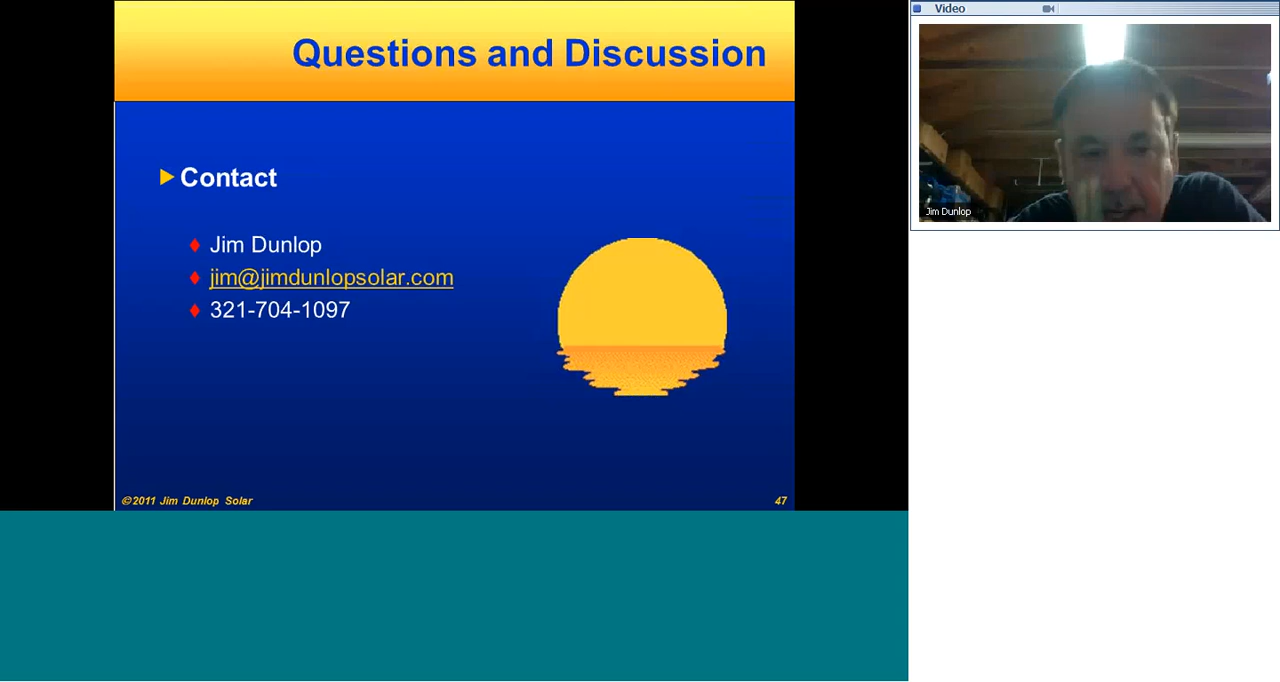 Questions and Discussion
Contact
Jim Dunlop
jim@jimdunlopsolar.com
321-704-1097
©2011 Jim Dunlop Solar
47
Video
Jim Dunlop